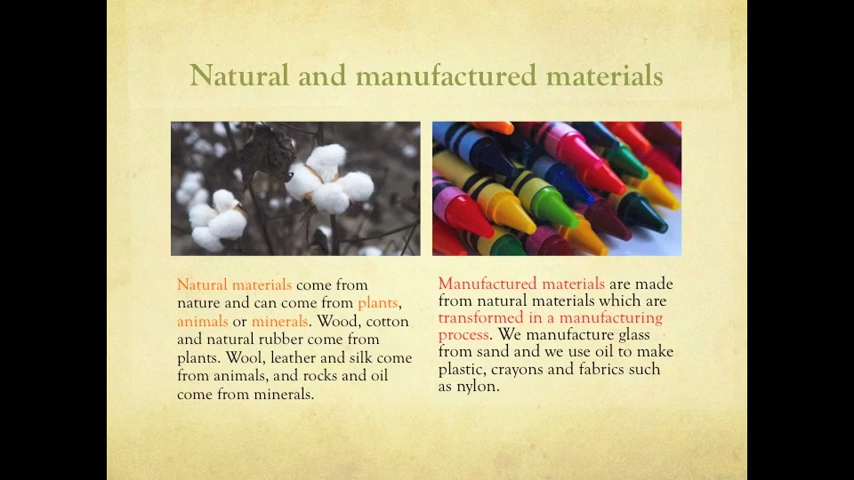 Natural and manufactured materials
Natural materials come from
nature and can come from plants,
animals or minerals. Wood, cotton
and natural rubber come from
plants. Wool, leather and silk come
from animals, and rocks and oil
come from minerals.
Manufactured materials are made
from natural materials which are
transformed in a manufacturing
process. We manufacture glass
from sand and we use oil to make
plastic, crayons and fabrics such
as nylon.